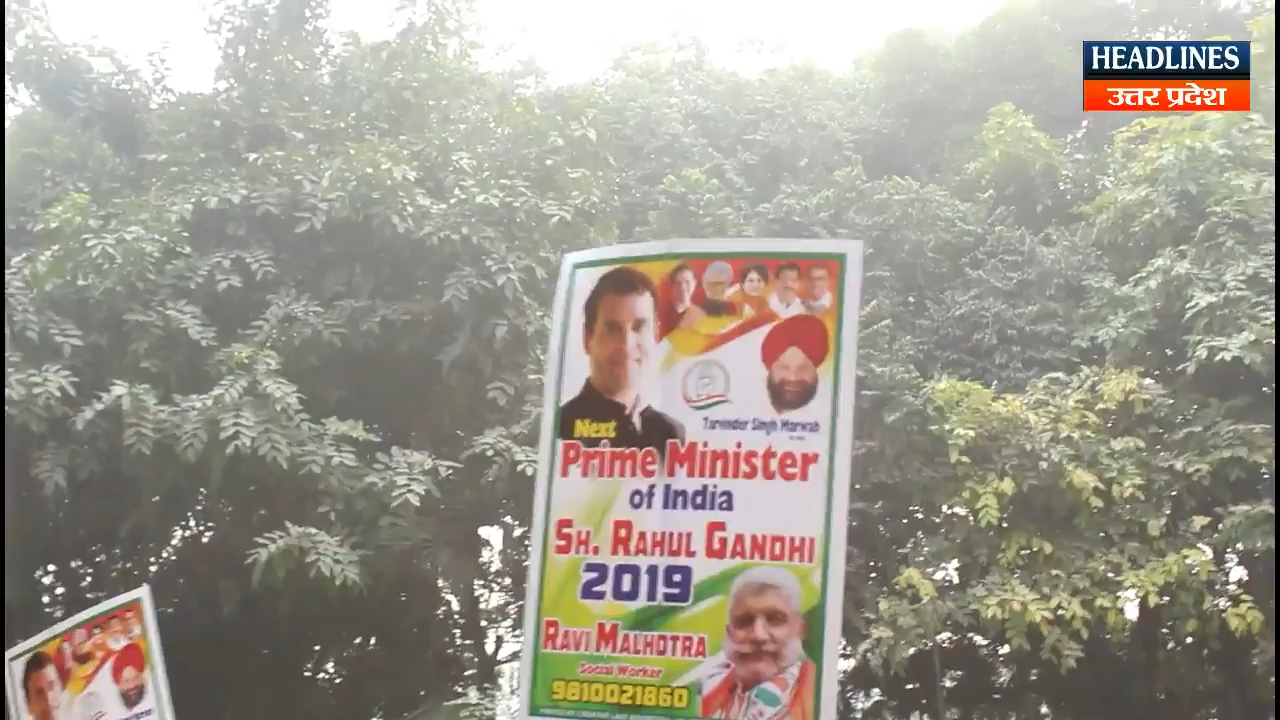 HEADLINES
उत्तर प्रदेश
Tarvinder Singh Marwah
Next
Prime Minister
of India
SH. RAHUL GANDHI
2019
RAVI MALHOTRA
Social Worker
9810021860